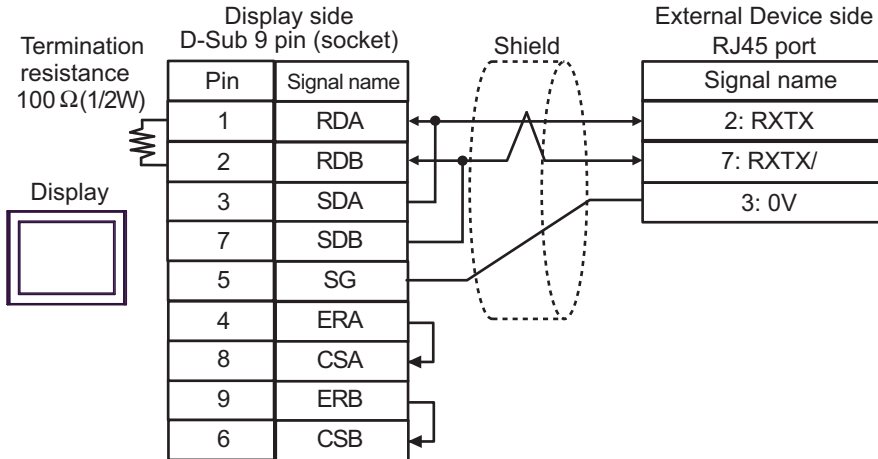 Display side
D-Sub 9 pin (socket)
Termination
resistance
100 Ω(1/2W)
Shield
External Device side
RJ45 port
Pin Signal name
Signal name
1 RDA
2: RXTX
2 RDB
7: RXTX/
3 SDA
3: 0V
Display
7 SDB
5 SG
4 ERA
8 CSA
9 ERB
6 CSB